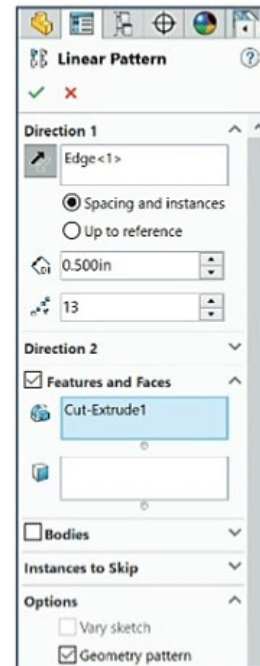 Linear Pattern
Direction 1
Edge<1>
Spacing and instances
Up to reference
D1
0.500in
13
Direction 2
Features and Faces
Cut-Extrude1
Bodies
Instances to Skip
Options
Vary sketch
Geometry pattern